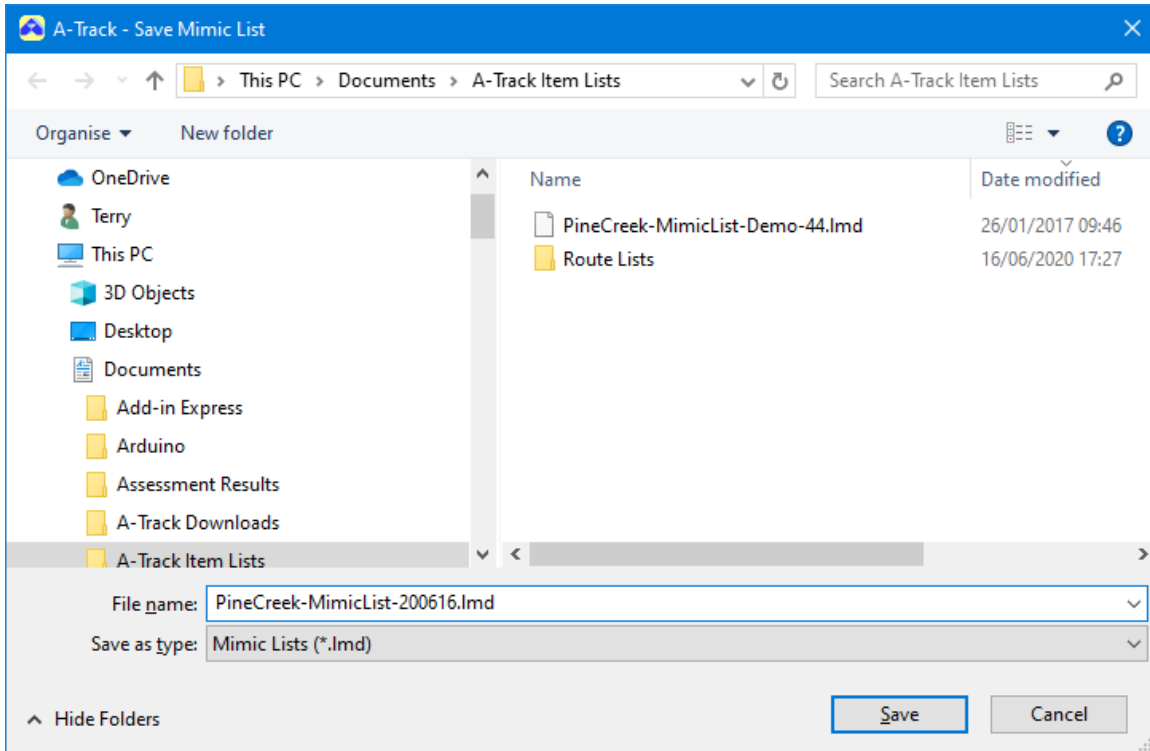 A-Track - Save Mimic List
This PC > Documents > A-Track Item Lists
Search A-Track Item Lists
Organise
New folder
?
OneDrive
Terry
This PC
3D Objects
Desktop
Documents
Add-in Express
Arduino
Assessment Results
A-Track Downloads
A-Track Item Lists
Name
Date modified
PineCreek-MimicList-Demo-44.lmd
26/01/2017 09:46
Route Lists
16/06/2020 17:27
File name:
PineCreek-MimicList-200616.lmd
Save as type:
Mimic Lists (*.lmd)
Hide Folders
Save
Cancel